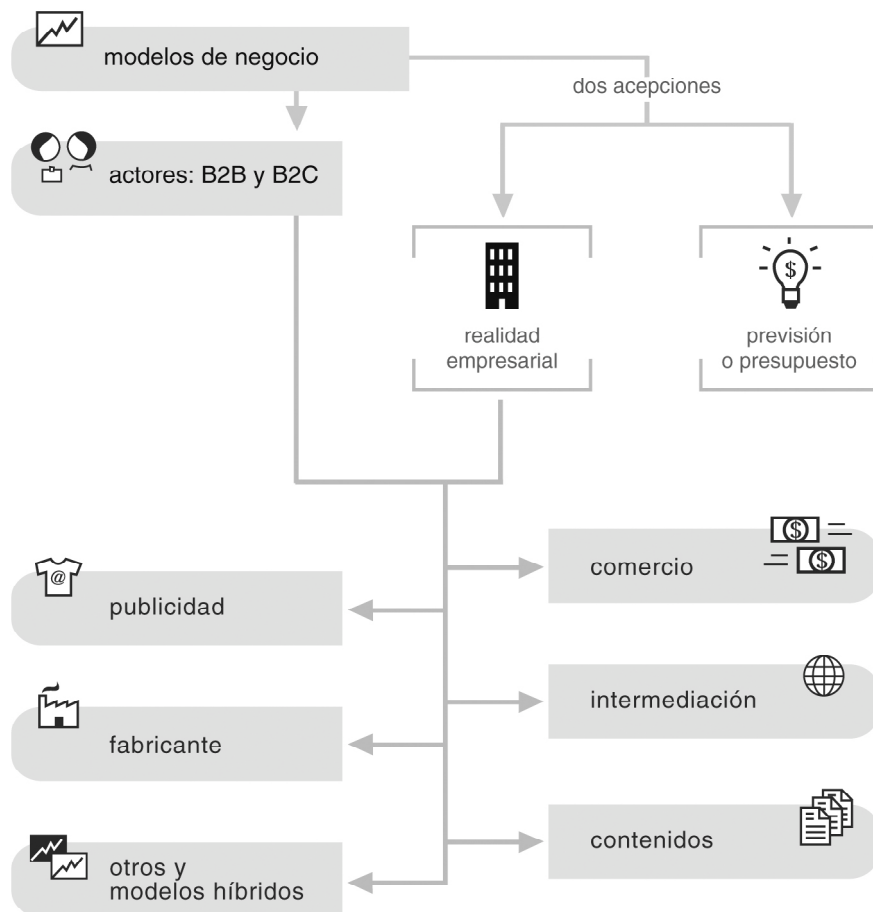 modelos de negocio
dos acepciones
actores: B2B y B2C
$
realidad
empresarial
previsión
o presupuesto
$
$
comercio
@
publicidad
intermediación
fabricante
contenidos
otros y
modelos híbridos